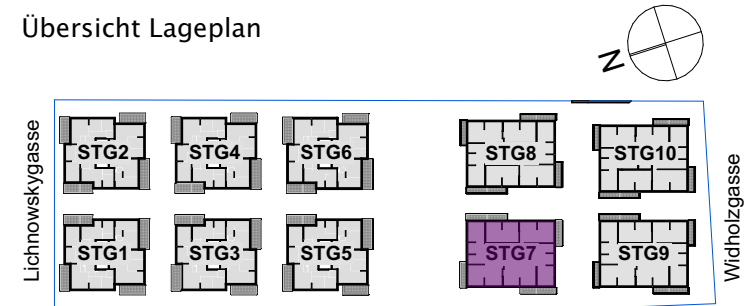 Übersicht Lageplan
N
Lichnowskygasse
STG2 STG4 STG6 STG8 STG10
STG1 STG3 STG5 STG7 STG9
Widholzgasse